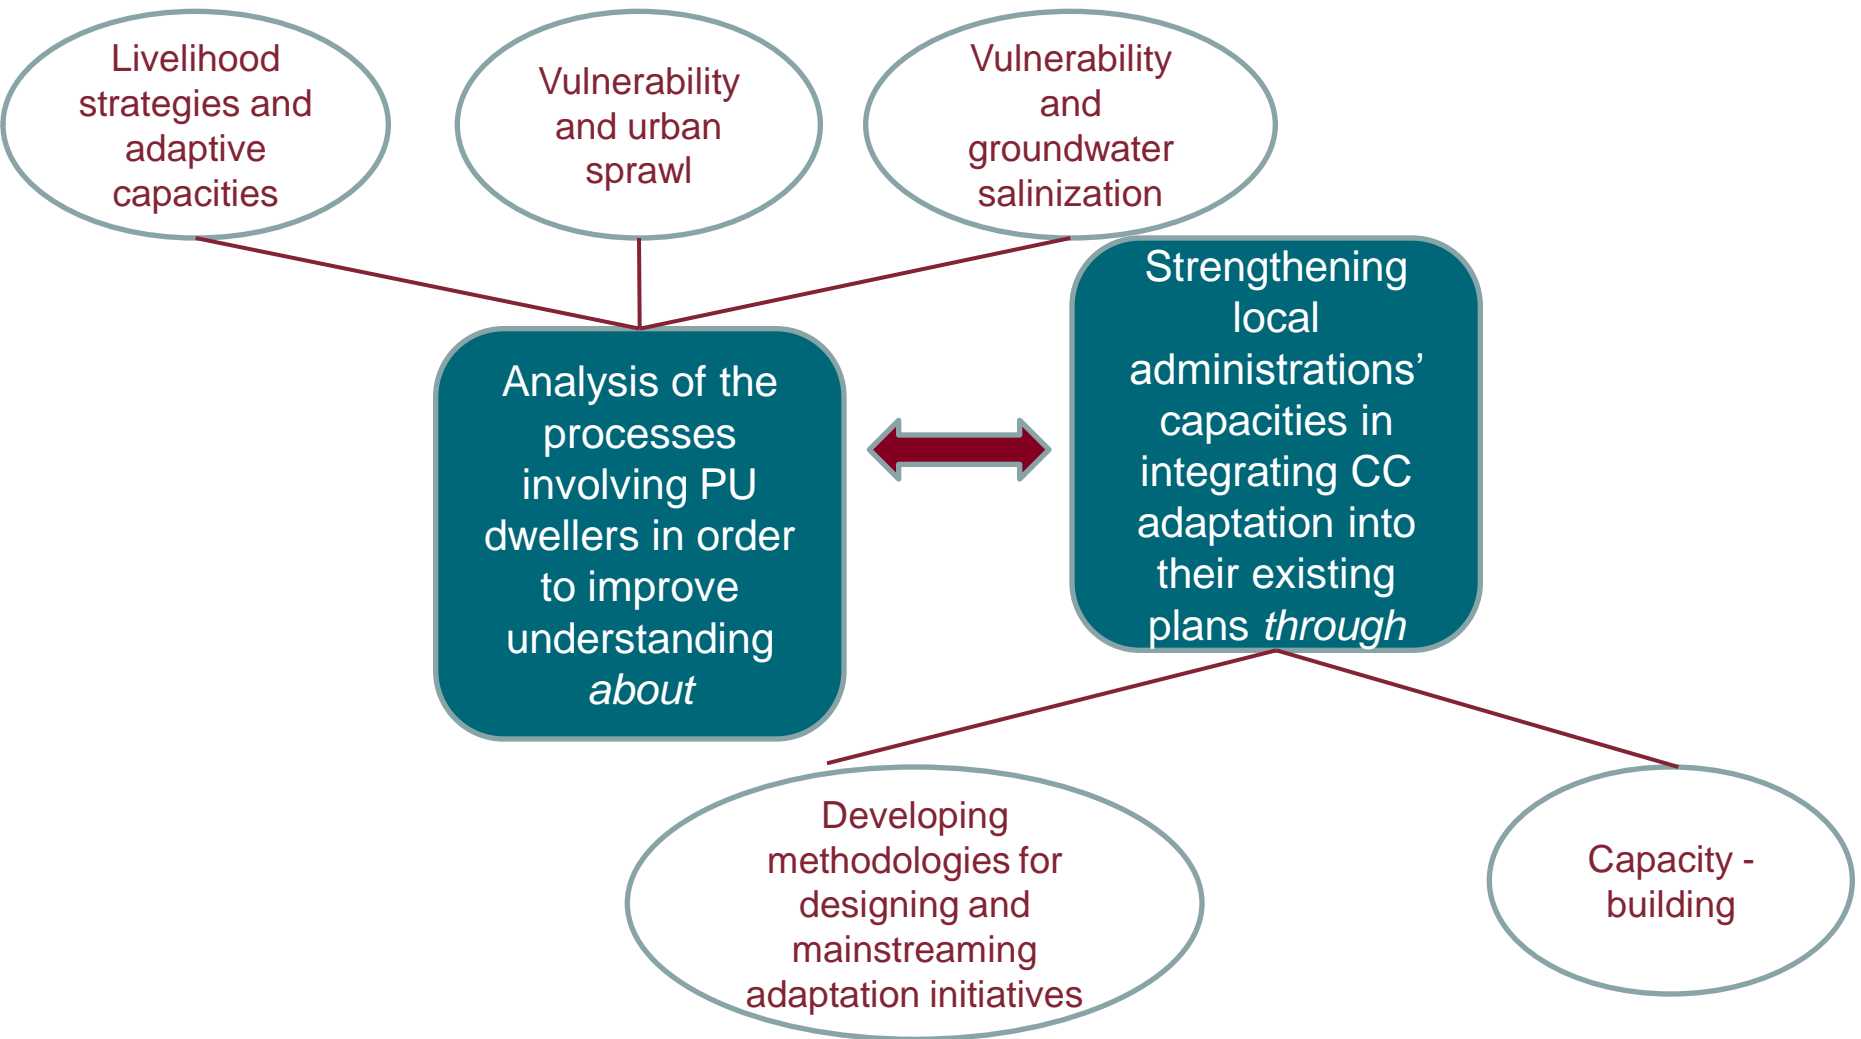 Livelihood
strategies and
adaptive
capacities
Vulnerability
and urban
sprawl
Vulnerability
and
groundwater
salinization
Analysis of the
processes
involving PU
dwellers in order
to improve
understanding
about
Strengthening
local
administrations’
capacities in
integrating CC
adaptation into
their existing
plans through
Developing
methodologies for
designing and
mainstreaming
adaptation initiatives
Capacity -
building